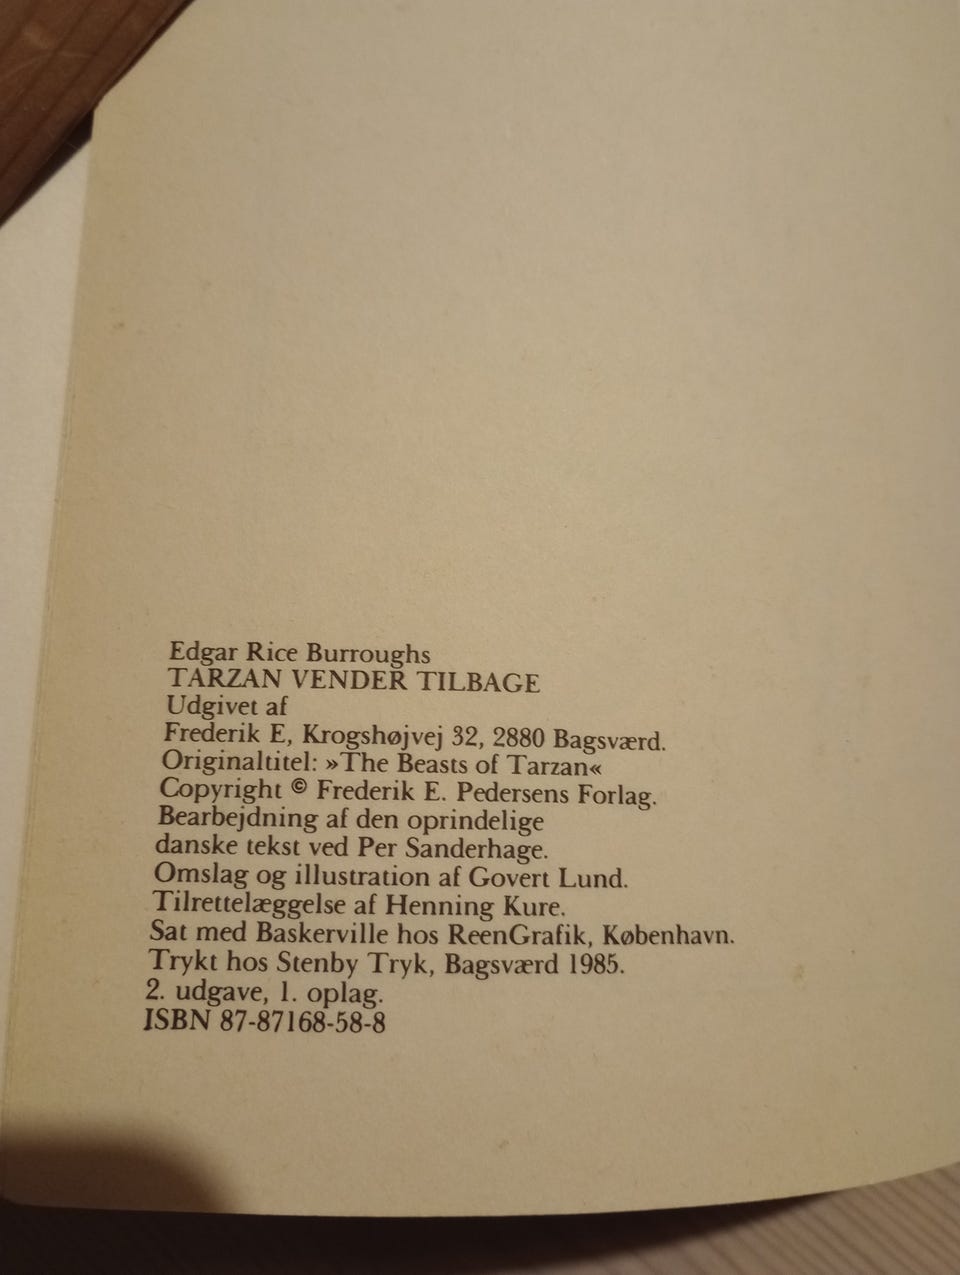 Edgar Rice Burroughs
TARZAN VENDER TILBAGE
Udgivet af
Frederik E, Krogshøjvej 32, 2880 Bagsværd.
Originaltitel: »The Beasts of Tarzan«
Copyright © Frederik E. Pedersens Forlag.
Bearbejdning af den oprindelige
danske tekst ved Per Sanderhage.
Omslag og illustration af Govert Lund.
Tilrettelæggelse af Henning Kure.
Sat med Baskerville hos ReenGrafik, København.
Trykt hos Stenby Tryk, Bagsværd 1985.
2. udgave, 1. oplag.
ISBN 87-87168-58-8